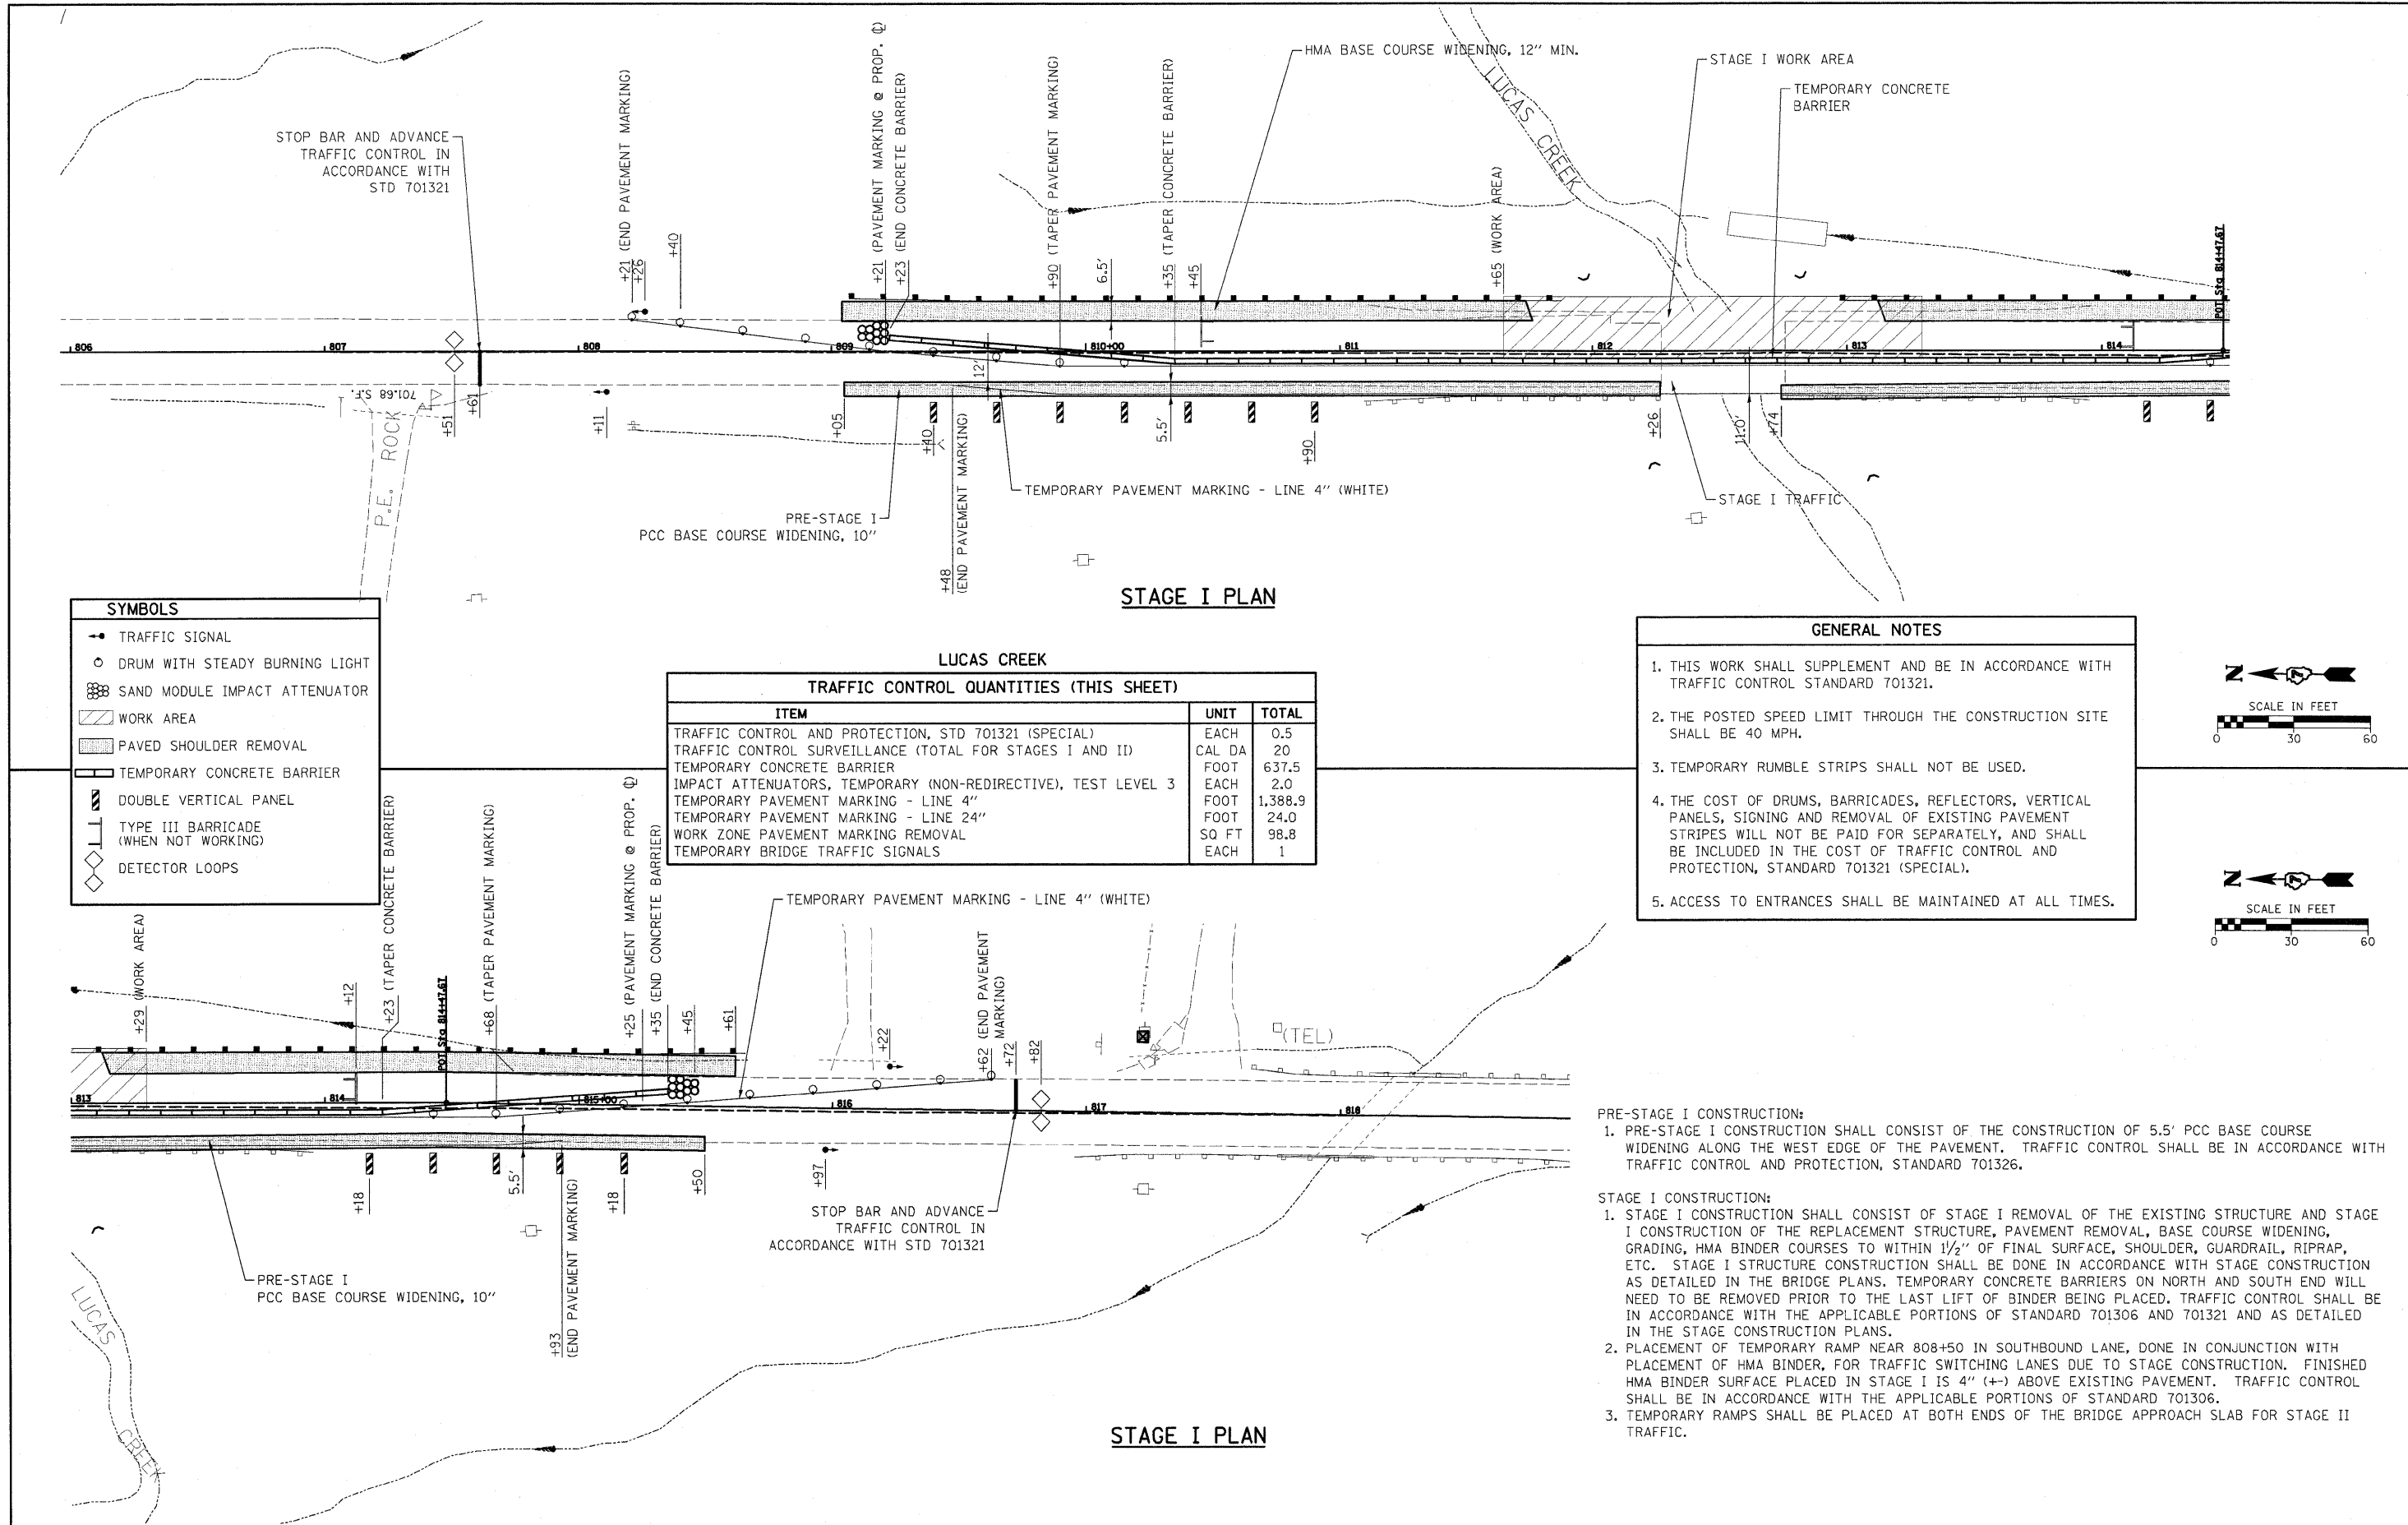 STOP BAR AND ADVANCE
TRAFFIC CONTROL IN
ACCORDANCE WITH
STD 701321
+21 (END PAVEMENT MARKING)
+26
+40
+21 (PAVEMENT MARKING @ PROP. ℄)
+23 (END CONCRETE BARRIER)
+90 (TAPER PAVEMENT MARKING)
6.5'
+35 (TAPER CONCRETE BARRIER)
+45
HMA BASE COURSE WIDENING, 12" MIN.
+65 (WORK AREA)
LUCAS CREEK
STAGE I WORK AREA
TEMPORARY CONCRETE
BARRIER
POT Sta 814+47.67
806
807
808
809
810+00
811
812
813
814
12'
701.68 S.F.
P.E. ROCK
+51
+61
+11
+05
+40
+48
(END PAVEMENT MARKING)
5.5'
+90
+26
11.0'
+74
TEMPORARY PAVEMENT MARKING - LINE 4" (WHITE)
PRE-STAGE I
PCC BASE COURSE WIDENING, 10"
STAGE I TRAFFIC
STAGE I PLAN
SYMBOLS
TRAFFIC SIGNAL
DRUM WITH STEADY BURNING LIGHT
SAND MODULE IMPACT ATTENUATOR
WORK AREA
PAVED SHOULDER REMOVAL
TEMPORARY CONCRETE BARRIER
DOUBLE VERTICAL PANEL
TYPE III BARRICADE
(WHEN NOT WORKING)
DETECTOR LOOPS
LUCAS CREEK
TRAFFIC CONTROL QUANTITIES (THIS SHEET)
ITEM UNIT TOTAL
TRAFFIC CONTROL AND PROTECTION, STD 701321 (SPECIAL) EACH 0.5
TRAFFIC CONTROL SURVEILLANCE (TOTAL FOR STAGES I AND II) CAL DA 20
TEMPORARY CONCRETE BARRIER FOOT 637.5
IMPACT ATTENUATORS, TEMPORARY (NON-REDIRECTIVE), TEST LEVEL 3 EACH 2.0
TEMPORARY PAVEMENT MARKING - LINE 4" FOOT 1,388.9
TEMPORARY PAVEMENT MARKING - LINE 24" FOOT 24.0
WORK ZONE PAVEMENT MARKING REMOVAL SQ FT 98.8
TEMPORARY BRIDGE TRAFFIC SIGNALS EACH 1
GENERAL NOTES
1. THIS WORK SHALL SUPPLEMENT AND BE IN ACCORDANCE WITH
TRAFFIC CONTROL STANDARD 701321.
2. THE POSTED SPEED LIMIT THROUGH THE CONSTRUCTION SITE
SHALL BE 40 MPH.
3. TEMPORARY RUMBLE STRIPS SHALL NOT BE USED.
4. THE COST OF DRUMS, BARRICADES, REFLECTORS, VERTICAL
PANELS, SIGNING AND REMOVAL OF EXISTING PAVEMENT
STRIPES WILL NOT BE PAID FOR SEPARATELY, AND SHALL
BE INCLUDED IN THE COST OF TRAFFIC CONTROL AND
PROTECTION, STANDARD 701321 (SPECIAL).
5. ACCESS TO ENTRANCES SHALL BE MAINTAINED AT ALL TIMES.
N
SCALE IN FEET
0 30 60
N
SCALE IN FEET
0 30 60
+29 (WORK AREA)
+12
+23 (TAPER CONCRETE BARRIER)
POT Sta 814+47.67
+68 (TAPER PAVEMENT MARKING)
+25 (PAVEMENT MARKING @ PROP. ℄)
+35 (END CONCRETE BARRIER)
+45
+61
TEMPORARY PAVEMENT MARKING - LINE 4" (WHITE)
+22
+62 (END PAVEMENT
MARKING)
+72
+82
(TEL)
813
814
815+00
816
817
818
+18
5.5'
+93
(END PAVEMENT MARKING)
+18
+50
+97
STOP BAR AND ADVANCE
TRAFFIC CONTROL IN
ACCORDANCE WITH STD 701321
PRE-STAGE I
PCC BASE COURSE WIDENING, 10"
LUCAS
CREEK
STAGE I PLAN
PRE-STAGE I CONSTRUCTION:
1. PRE-STAGE I CONSTRUCTION SHALL CONSIST OF THE CONSTRUCTION OF 5.5' PCC BASE COURSE
WIDENING ALONG THE WEST EDGE OF THE PAVEMENT. TRAFFIC CONTROL SHALL BE IN ACCORDANCE WITH
TRAFFIC CONTROL AND PROTECTION, STANDARD 701326.
STAGE I CONSTRUCTION:
1. STAGE I CONSTRUCTION SHALL CONSIST OF STAGE I REMOVAL OF THE EXISTING STRUCTURE AND STAGE
I CONSTRUCTION OF THE REPLACEMENT STRUCTURE, PAVEMENT REMOVAL, BASE COURSE WIDENING,
GRADING, HMA BINDER COURSES TO WITHIN 1½" OF FINAL SURFACE, SHOULDER, GUARDRAIL, RIPRAP,
ETC. STAGE I STRUCTURE CONSTRUCTION SHALL BE DONE IN ACCORDANCE WITH STAGE CONSTRUCTION
AS DETAILED IN THE BRIDGE PLANS. TEMPORARY CONCRETE BARRIERS ON NORTH AND SOUTH END WILL
NEED TO BE REMOVED PRIOR TO THE LAST LIFT OF BINDER BEING PLACED. TRAFFIC CONTROL SHALL BE
IN ACCORDANCE WITH THE APPLICABLE PORTIONS OF STANDARD 701306 AND 701321 AND AS DETAILED
IN THE STAGE CONSTRUCTION PLANS.
2. PLACEMENT OF TEMPORARY RAMP NEAR 808+50 IN SOUTHBOUND LANE, DONE IN CONJUNCTION WITH
PLACEMENT OF HMA BINDER, FOR TRAFFIC SWITCHING LANES DUE TO STAGE CONSTRUCTION. FINISHED
HMA BINDER SURFACE PLACED IN STAGE I IS 4" (+-) ABOVE EXISTING PAVEMENT. TRAFFIC CONTROL
SHALL BE IN ACCORDANCE WITH THE APPLICABLE PORTIONS OF STANDARD 701306.
3. TEMPORARY RAMPS SHALL BE PLACED AT BOTH ENDS OF THE BRIDGE APPROACH SLAB FOR STAGE II
TRAFFIC.